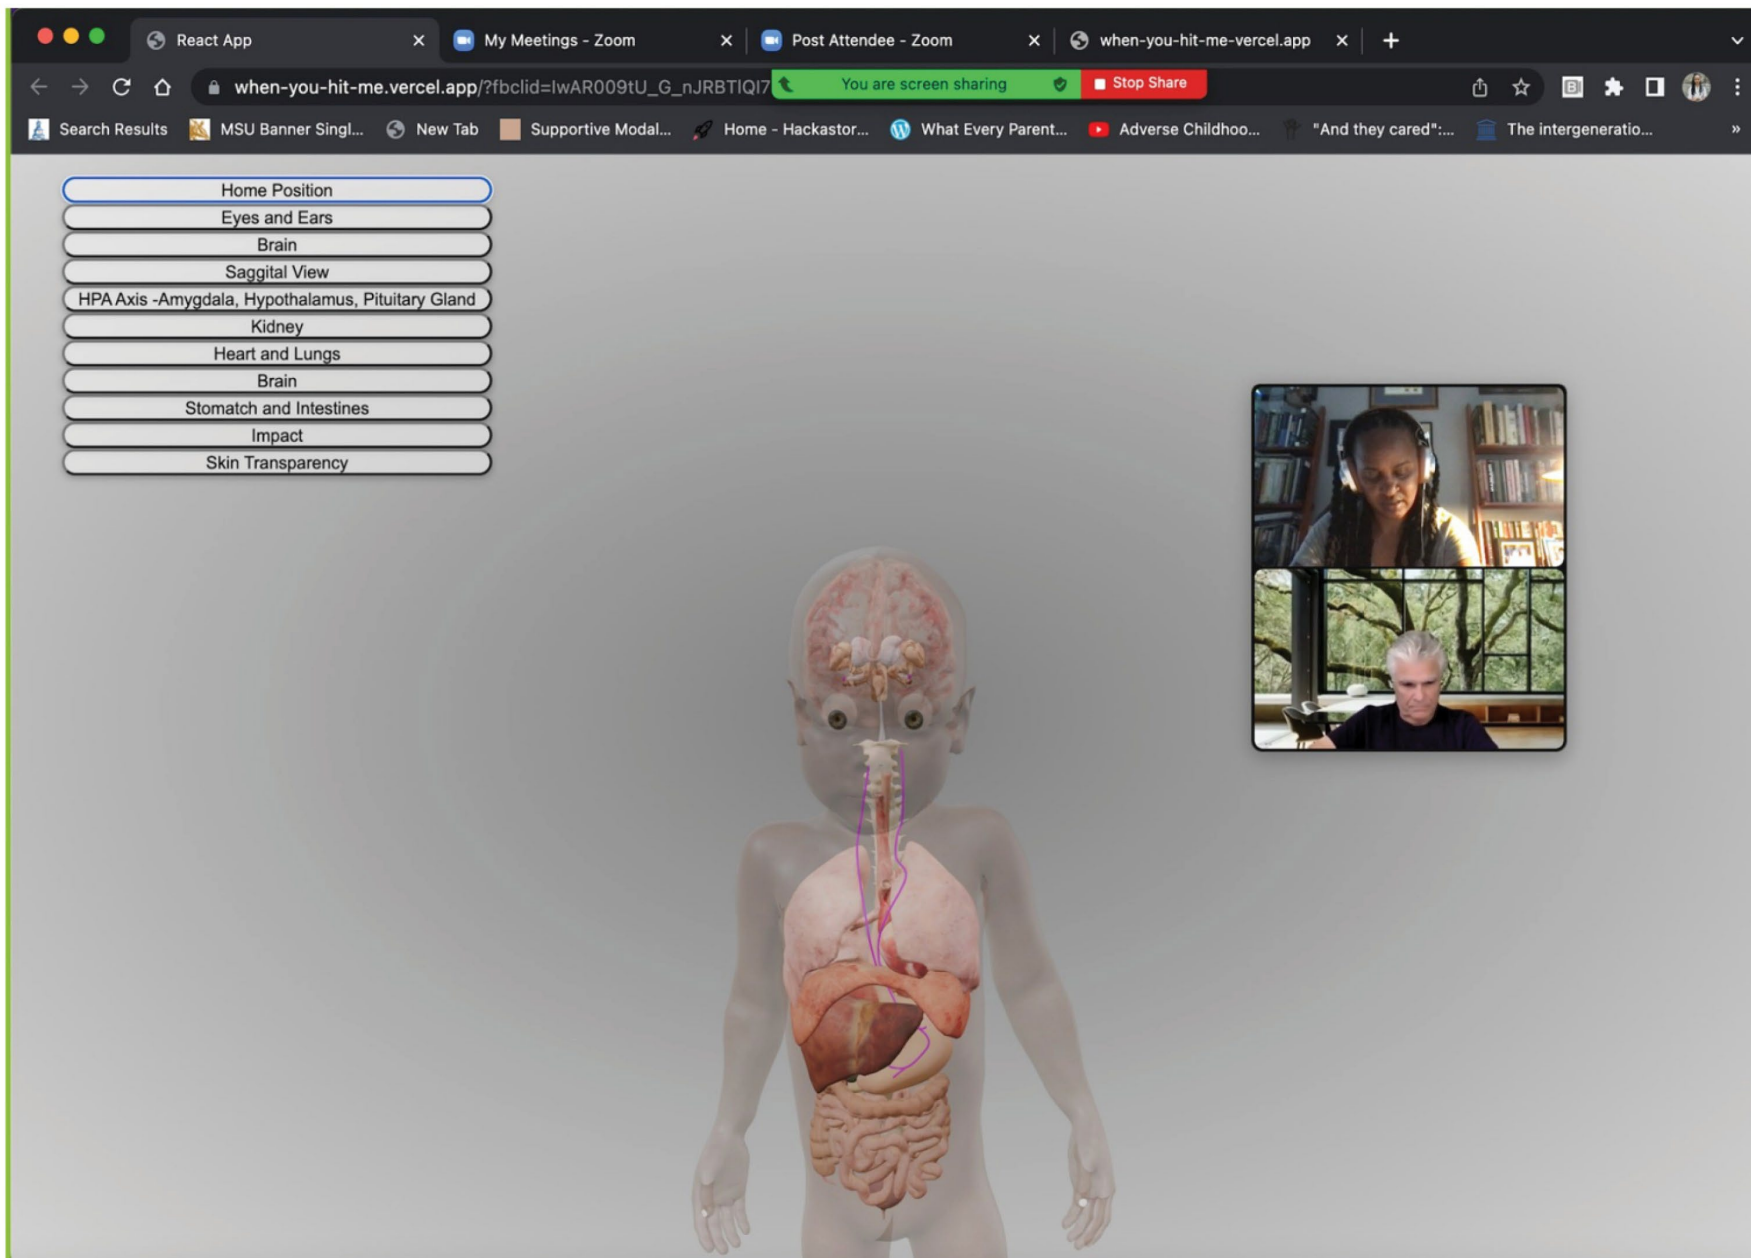 React App
My Meetings - Zoom
Post Attendee - Zoom
when-you-hit-me-vercel.app
when-you-hit-me.vercel.app/?fbclid=IwAR009tU_G_nJRBTIQI7
You are screen sharing
Stop Share
Search Results
MSU Banner Singl...
New Tab
Supportive Modal...
Home - Hackastor...
What Every Parent...
Adverse Childhoo...
"And they cared":...
The intergeneratio...
»
Home Position
Eyes and Ears
Brain
Saggital View
HPA Axis -Amygdala, Hypothalamus, Pituitary Gland
Kidney
Heart and Lungs
Brain
Stomatch and Intestines
Impact
Skin Transparency